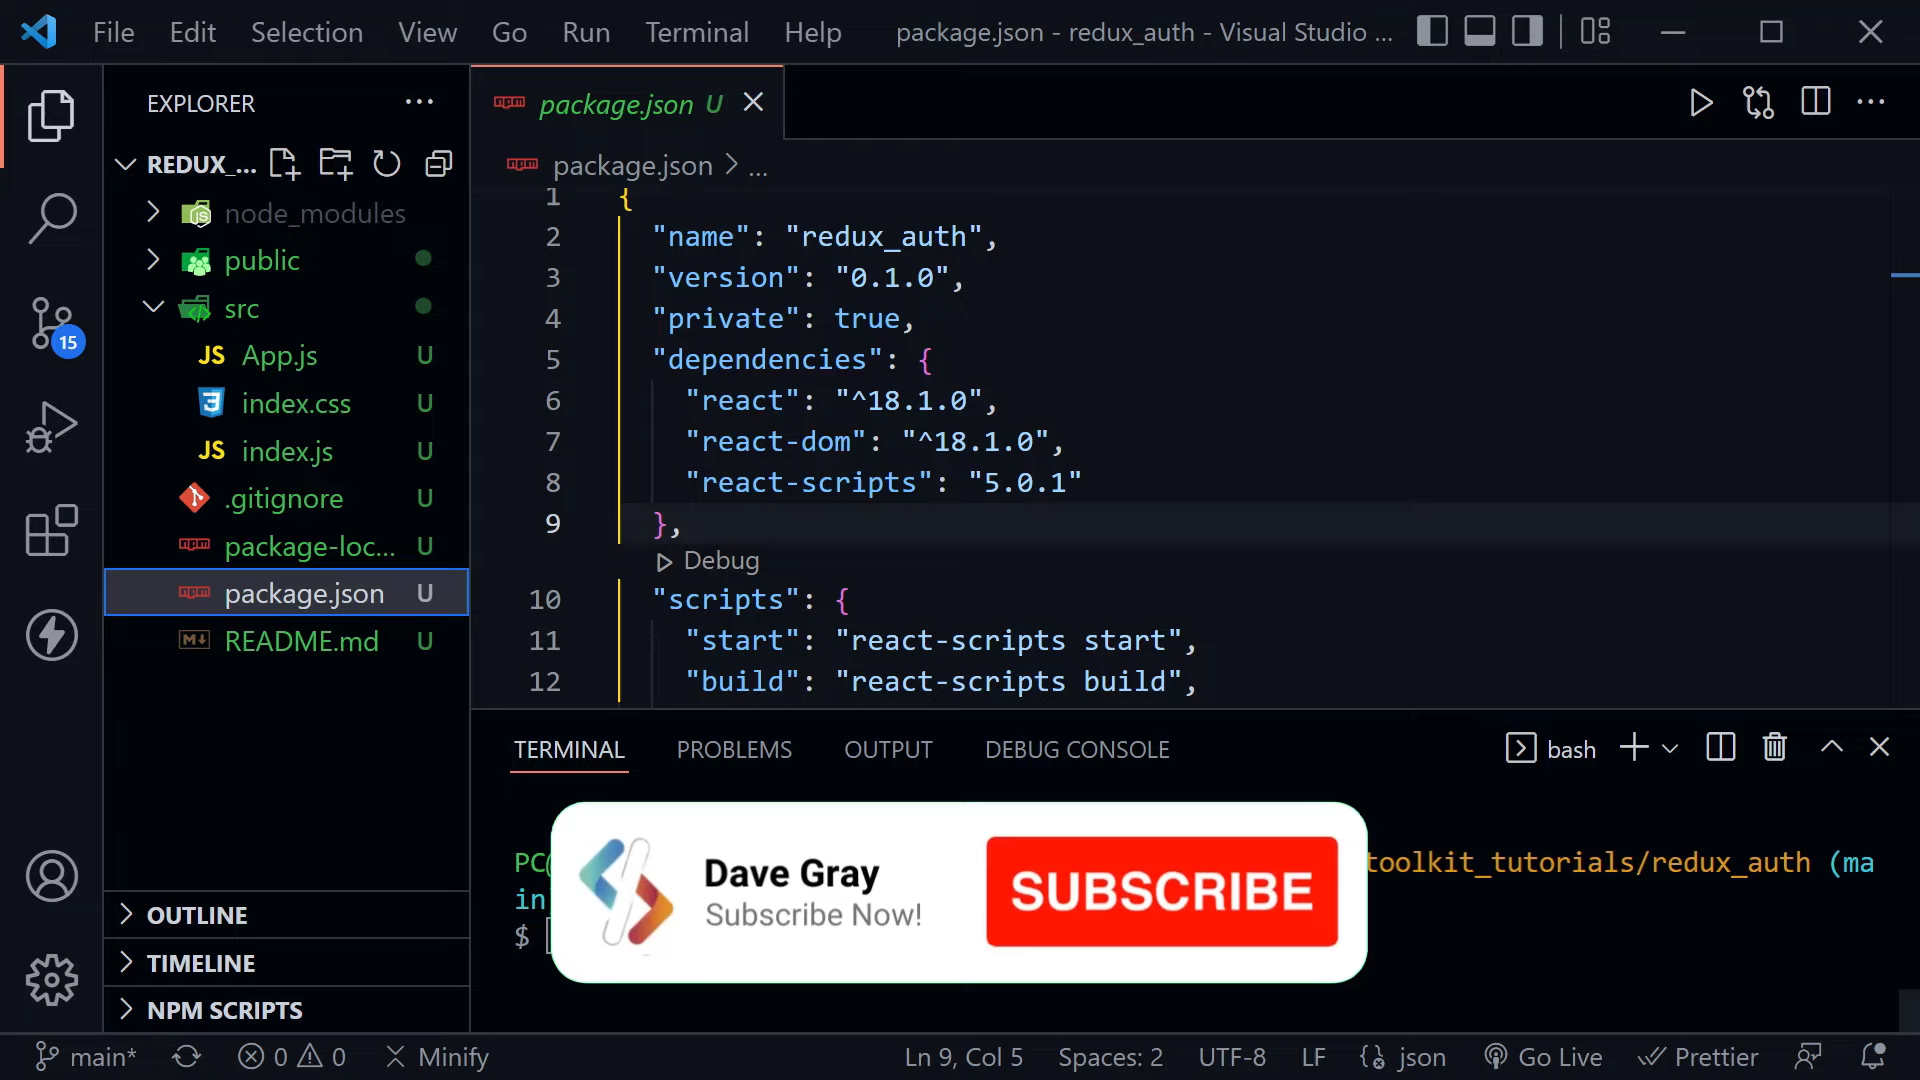 File Edit Selection View Go Run Terminal Help package.json - redux_auth - Visual Studio ...
EXPLORER
REDUX_...
node_modules
public
src
JS App.js U
index.css U
JS index.js U
.gitignore U
package-loc... U
package.json U
README.md U
OUTLINE
TIMELINE
NPM SCRIPTS
15
package.json U
package.json > ...
1 {
2 "name": "redux_auth",
3 "version": "0.1.0",
4 "private": true,
5 "dependencies": {
6 "react": "^18.1.0",
7 "react-dom": "^18.1.0",
8 "react-scripts": "5.0.1"
9 },
Debug
10 "scripts": {
11 "start": "react-scripts start",
12 "build": "react-scripts build",
TERMINAL PROBLEMS OUTPUT DEBUG CONSOLE bash
PC@ toolkit_tutorials/redux_auth (ma
in
$
Dave Gray
Subscribe Now!
SUBSCRIBE
main* 0 0 Minify Ln 9, Col 5 Spaces: 2 UTF-8 LF json Go Live Prettier